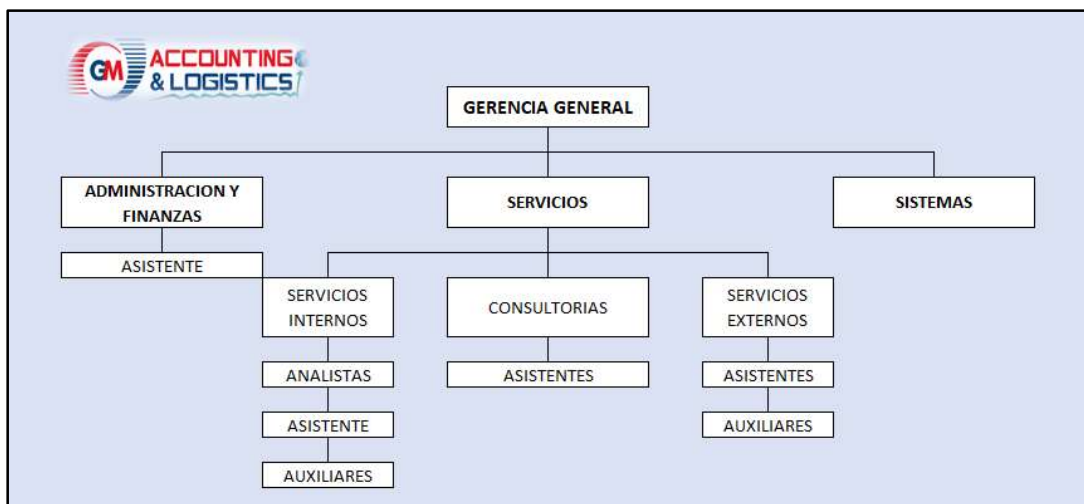 GM ACCOUNTING
& LOGISTICS
GERENCIA GENERAL
ADMINISTRACION Y
FINANZAS
SERVICIOS
SISTEMAS
ASISTENTE
SERVICIOS
INTERNOS
CONSULTORIAS
SERVICIOS
EXTERNOS
ANALISTAS
ASISTENTES
ASISTENTES
ASISTENTE
AUXILIARES
AUXILIARES